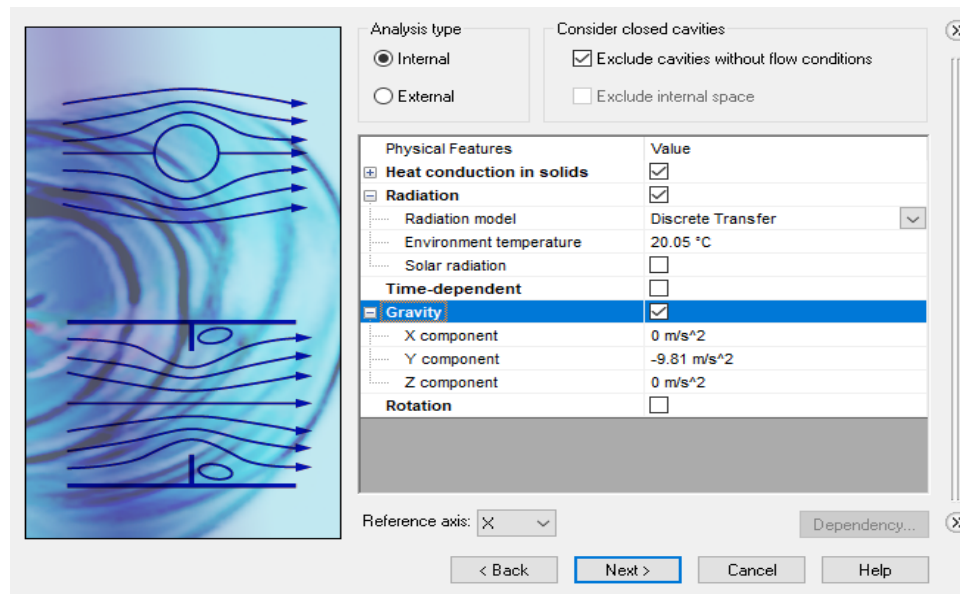 Analysis type
Consider closed cavities
Internal
Exclude cavities without flow conditions
External
Exclude internal space
Physical Features Value
Heat conduction in solids
Radiation
Radiation model Discrete Transfer
Environment temperature 20.05 °C
Solar radiation
Time-dependent
Gravity
X component 0 m/s^2
Y component -9.81 m/s^2
Z component 0 m/s^2
Rotation
Reference axis: X Dependency...
< Back Next > Cancel Help